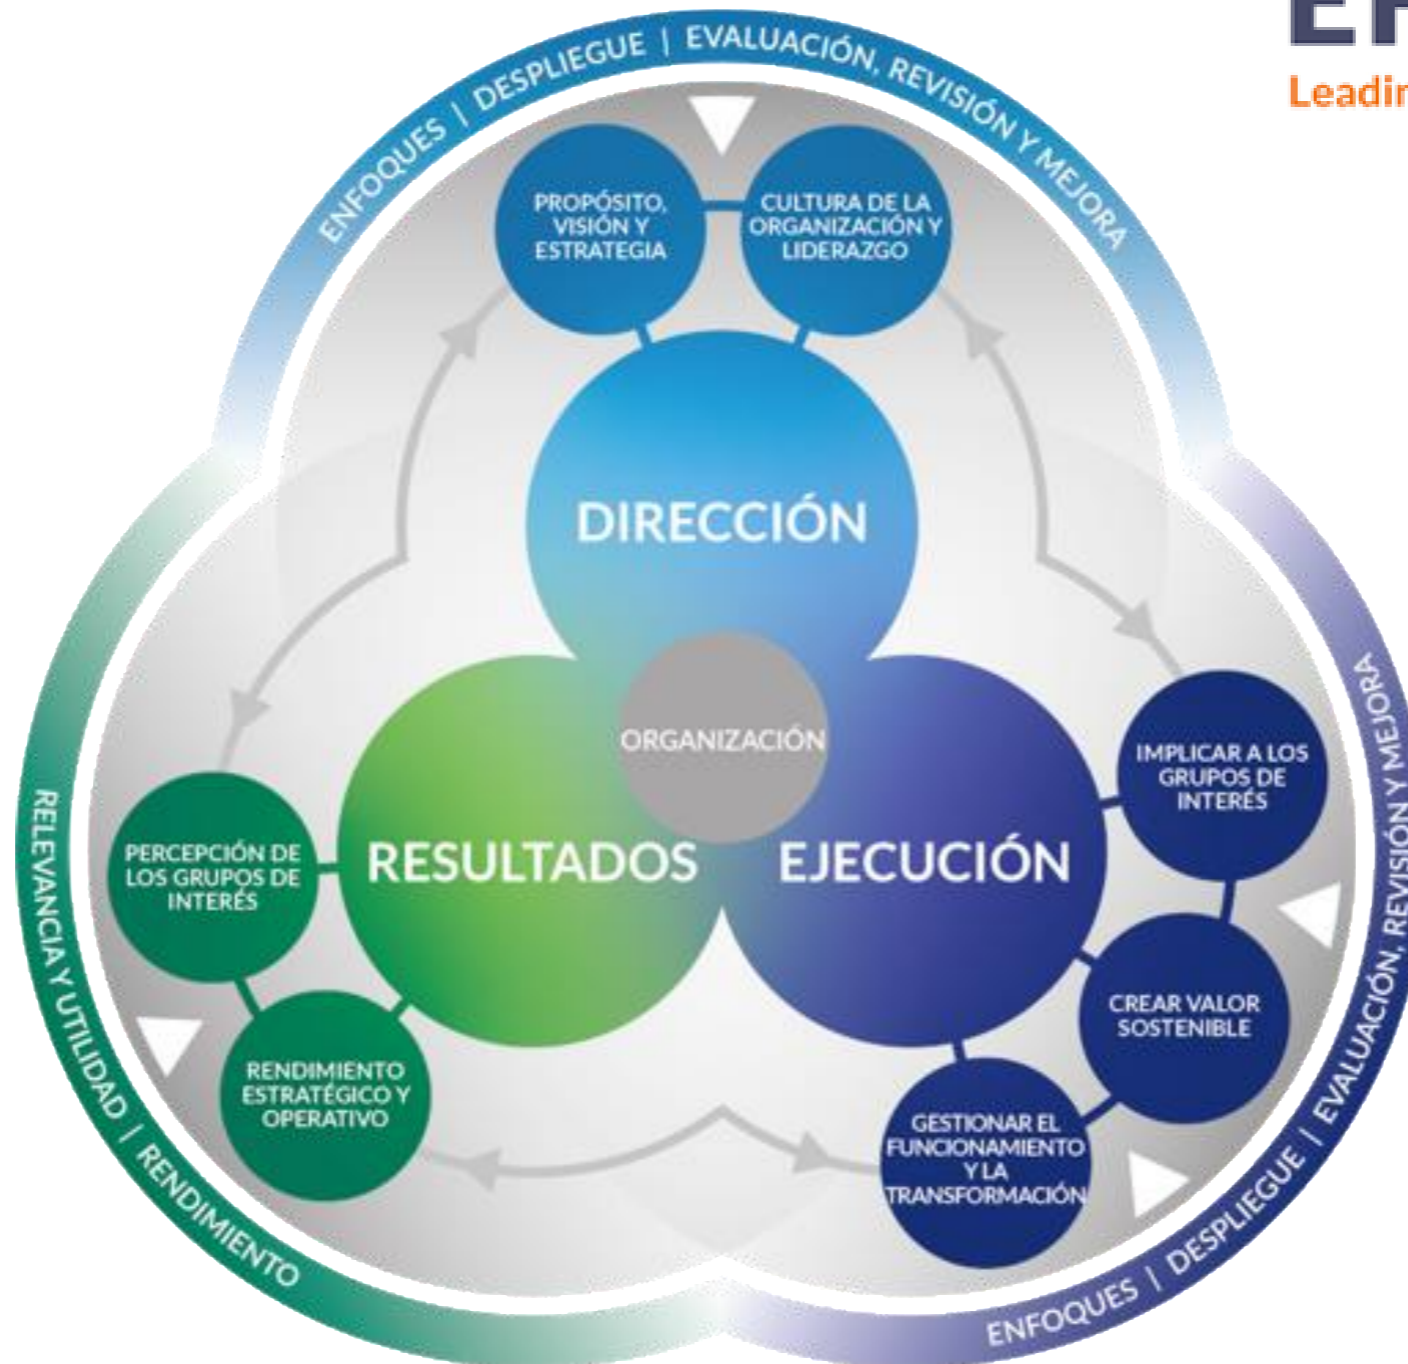 Leadin
ENFOQUES | DESPLIEGUE | EVALUACIÓN, REVISIÓN Y MEJORA
PROPÓSITO,
VISIÓN Y
ESTRATEGIA
CULTURA DE LA
ORGANIZACIÓN Y
LIDERAZGO
DIRECCIÓN
ORGANIZACIÓN
RESULTADOS
EJECUCIÓN
IMPLICAR A LOS
GRUPOS DE
INTERÉS
CREAR VALOR
SOSTENIBLE
GESTIONAR EL
FUNCIONAMIENTO
Y LA
TRANSFORMACIÓN
PERCEPCIÓN DE
LOS GRUPOS DE
INTERÉS
RENDIMIENTO
ESTRATÉGICO Y
OPERATIVO
RELEVANCIA Y UTILIDAD | RENDIMIENTO
ENFOQUES | DESPLIEGUE | EVALUACIÓN, REVISIÓN Y MEJORA